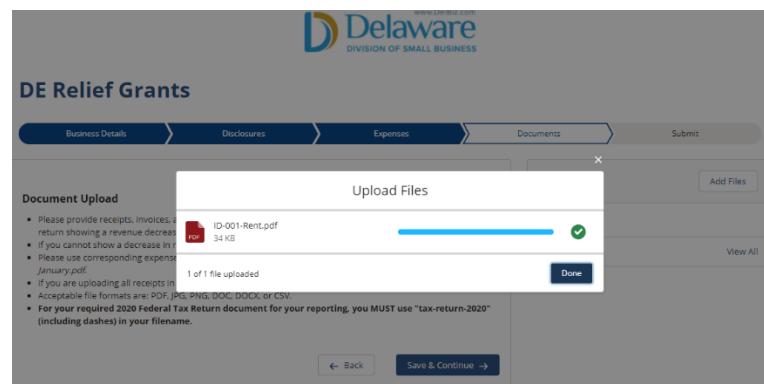 www.DeBiz.com
Delaware
DIVISION OF SMALL BUSINESS
DE Relief Grants
Business Details
Disclosures
Expenses
Documents
Submit
×
Upload Files
Add Files
Document Upload
Please provide receipts, invoices, a
return showing a revenue decreas
If you cannot show a decrease in r
Please use corresponding expense
January.pdf.
If you are uploading all receipts in
Acceptable file formats are: PDF, JPG, PNG, DOC, DOCX, or CSV.
For your required 2020 Federal Tax Return document for your reporting, you MUST use "tax-return-2020"
(including dashes) in your filename.
PDF
ID-001-Rent.pdf
34 KB
1 of 1 file uploaded
Done
View All
← Back
Save & Continue →